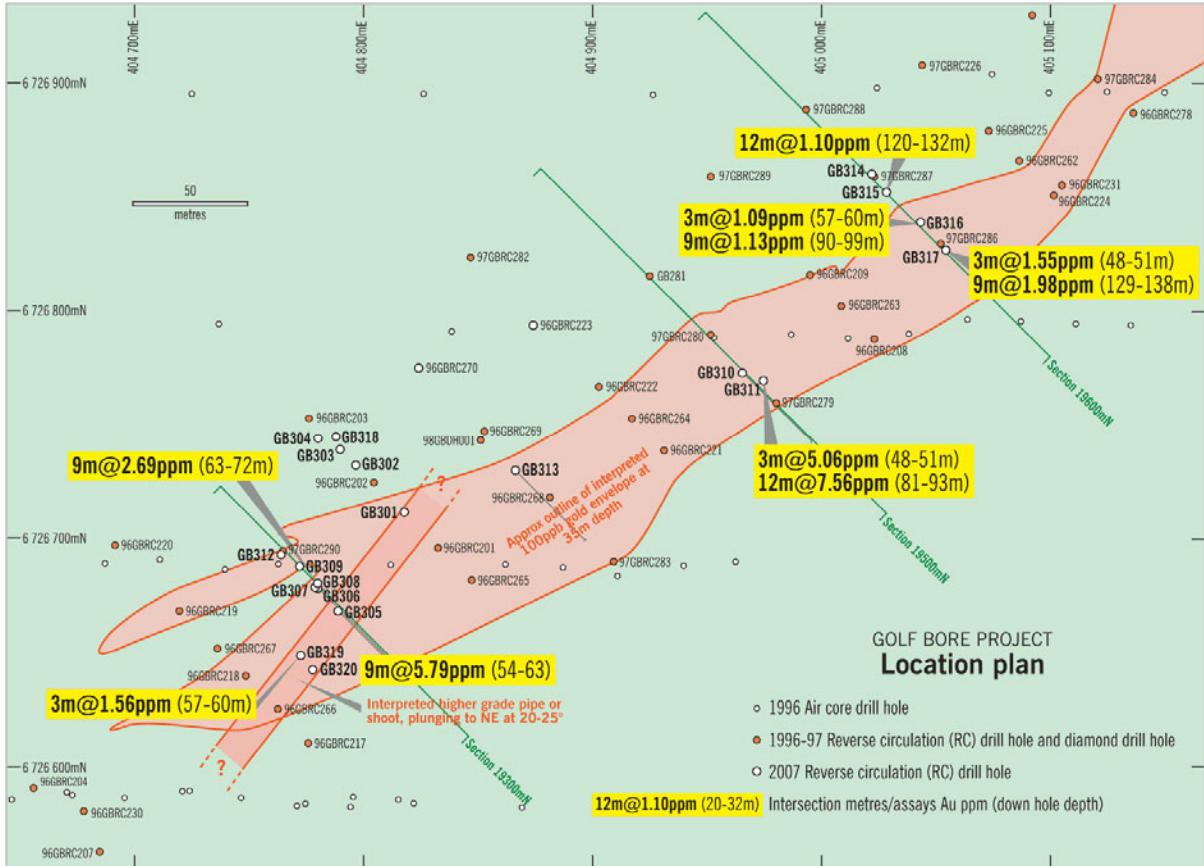 404 700mE
404 800mE
404 900mE
405 000mE
405 100mE
6 726 900mN
97GBRC226
97GBRC284
97GBRC288
96GBRC278
96GBRC225
12m@1.10ppm (120-132m)
96GBRC262
97GBRC289
GB314
97GBRC287
96GBRC231
GB315
96GBRC224
50
metres
3m@1.09ppm (57-60m)
9m@1.13ppm (90-99m)
GB316
97GBRC286
GB317
3m@1.55ppm (48-51m)
9m@1.98ppm (129-138m)
97GBRC282
GB281
96GBRC209
6 726 800mN
96GBRC263
96GBRC223
97GBRC280
96GBRC208
Section 19600mN
96GBRC270
GB310
GB311
96GBRC222
97GBRC279
96GBRC203
96GBRC264
GB304
GB318
96GBRC269
98GBDH001
GB303
96GBRC221
9m@2.69ppm (63-72m)
GB302
3m@5.06ppm (48-51m)
12m@7.56ppm (81-93m)
GB313
?
96GBRC202
96GBRC268
Approx outline of interpreted
100ppb gold envelope at
35m depth
GB301
Section 19500mN
6 726 700mN
96GBRC220
GB312
97GBRC290
96GBRC201
GB309
97GBRC283
GB308
GB307
GB306
96GBRC265
GB305
96GBRC219
96GBRC267
GB319
GB320
9m@5.79ppm (54-63)
96GBRC218
3m@1.56ppm (57-60m)
Interpreted higher grade pipe or
shoot, plunging to NE at 20-25°
96GBRC266
96GBRC217
Section 19300mN
?
6 726 600mN
96GBRC204
96GBRC230
96GBRC207
GOLF BORE PROJECT
Location plan
1996 Air core drill hole
1996-97 Reverse circulation (RC) drill hole and diamond drill hole
2007 Reverse circulation (RC) drill hole
12m@1.10ppm (20-32m) Intersection metres/assays Au ppm (down hole depth)